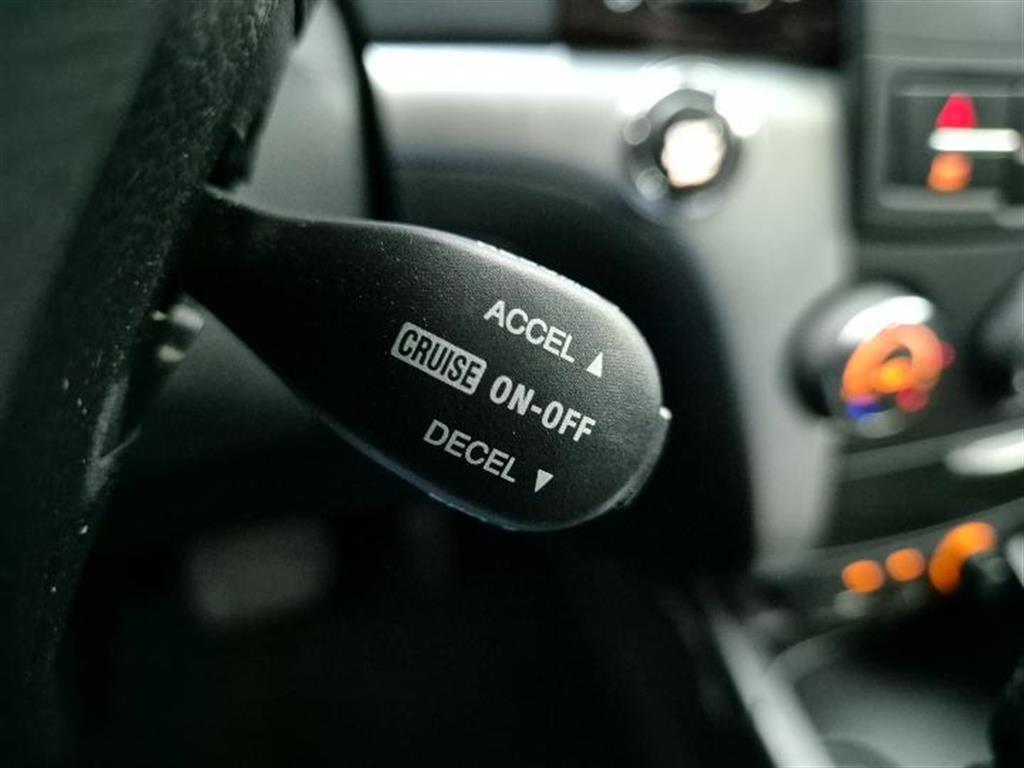 ACCEL ▲
CRUISE ON-OFF
DECEL ▼